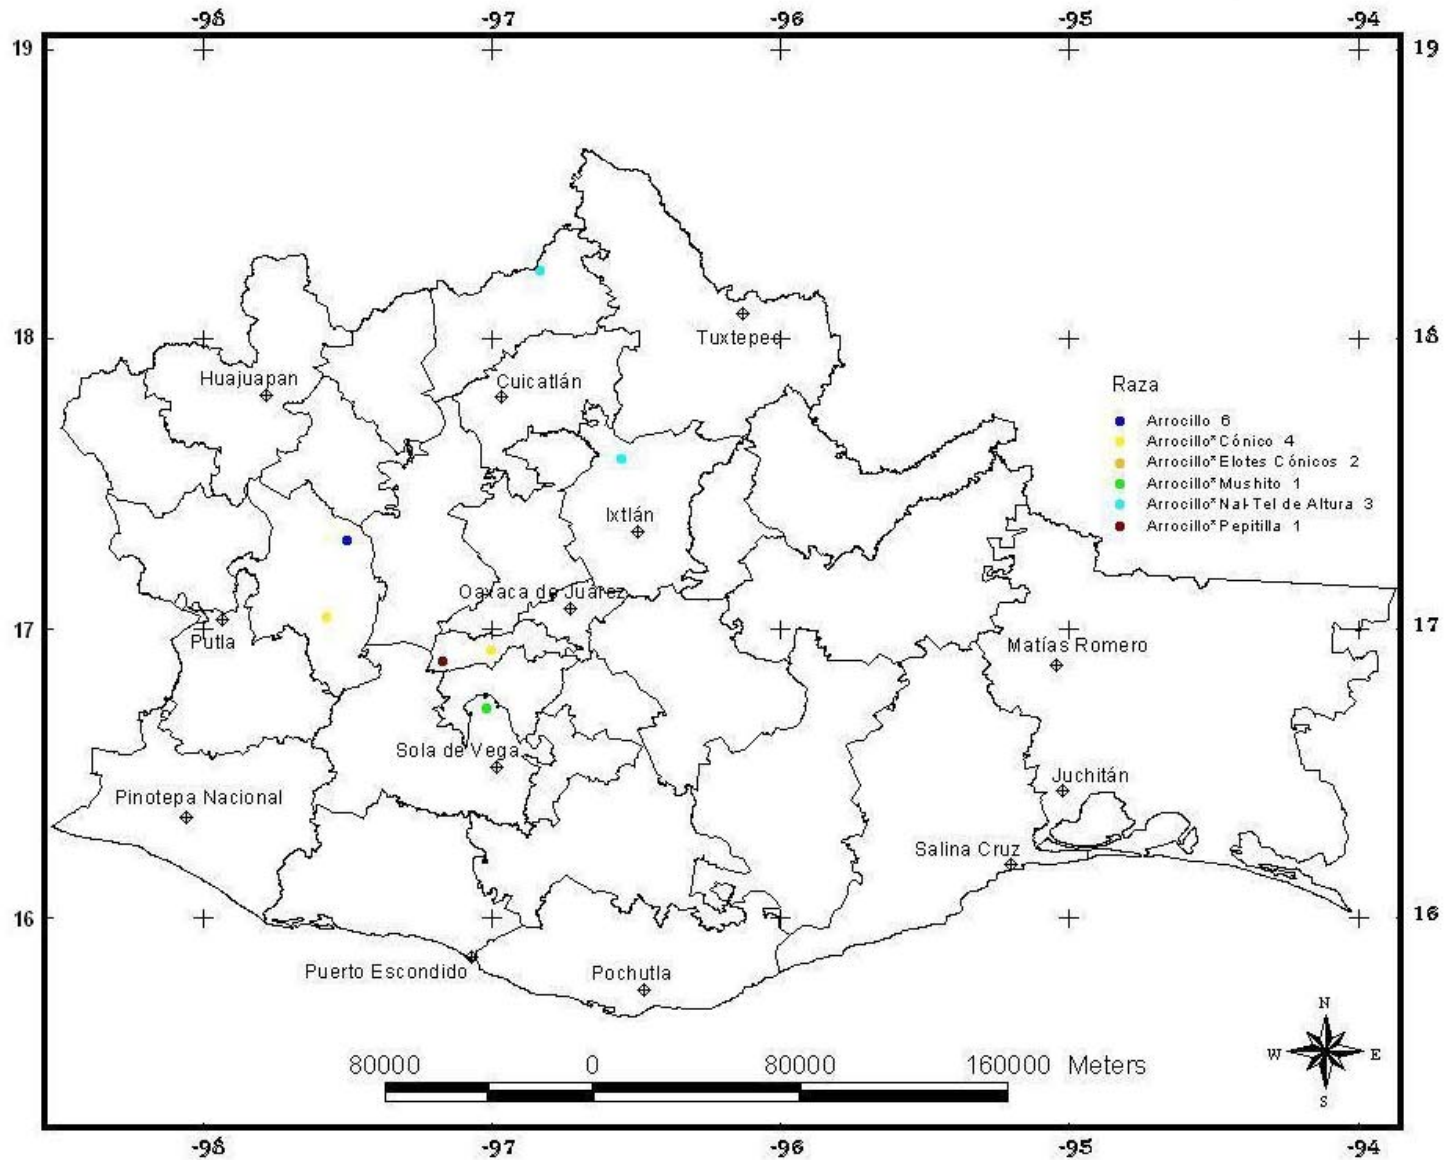 -98 -97 -96 -95 -94
19 19
Tuxtepec
18 18
Huajuapan
Cuicatlán
Raza
Arrocillo 6
Arrocillo*Cónico 4
Arrocillo*Elotes Cónicos 2
Arrocillo*Mushito 1
Arrocillo*Nal-Tel de Altura 3
Arrocillo*Pepitilla 1
Ixtlán
Oaxaca de Juárez
17 17
Putla
Matías Romero
Sola de Vega
Juchitán
Pinotepa Nacional
Salina Cruz
16 16
Puerto Escondido
Pochutla
N
W E
S
80000 0 80000 160000 Meters
-98 -97 -96 -95 -94